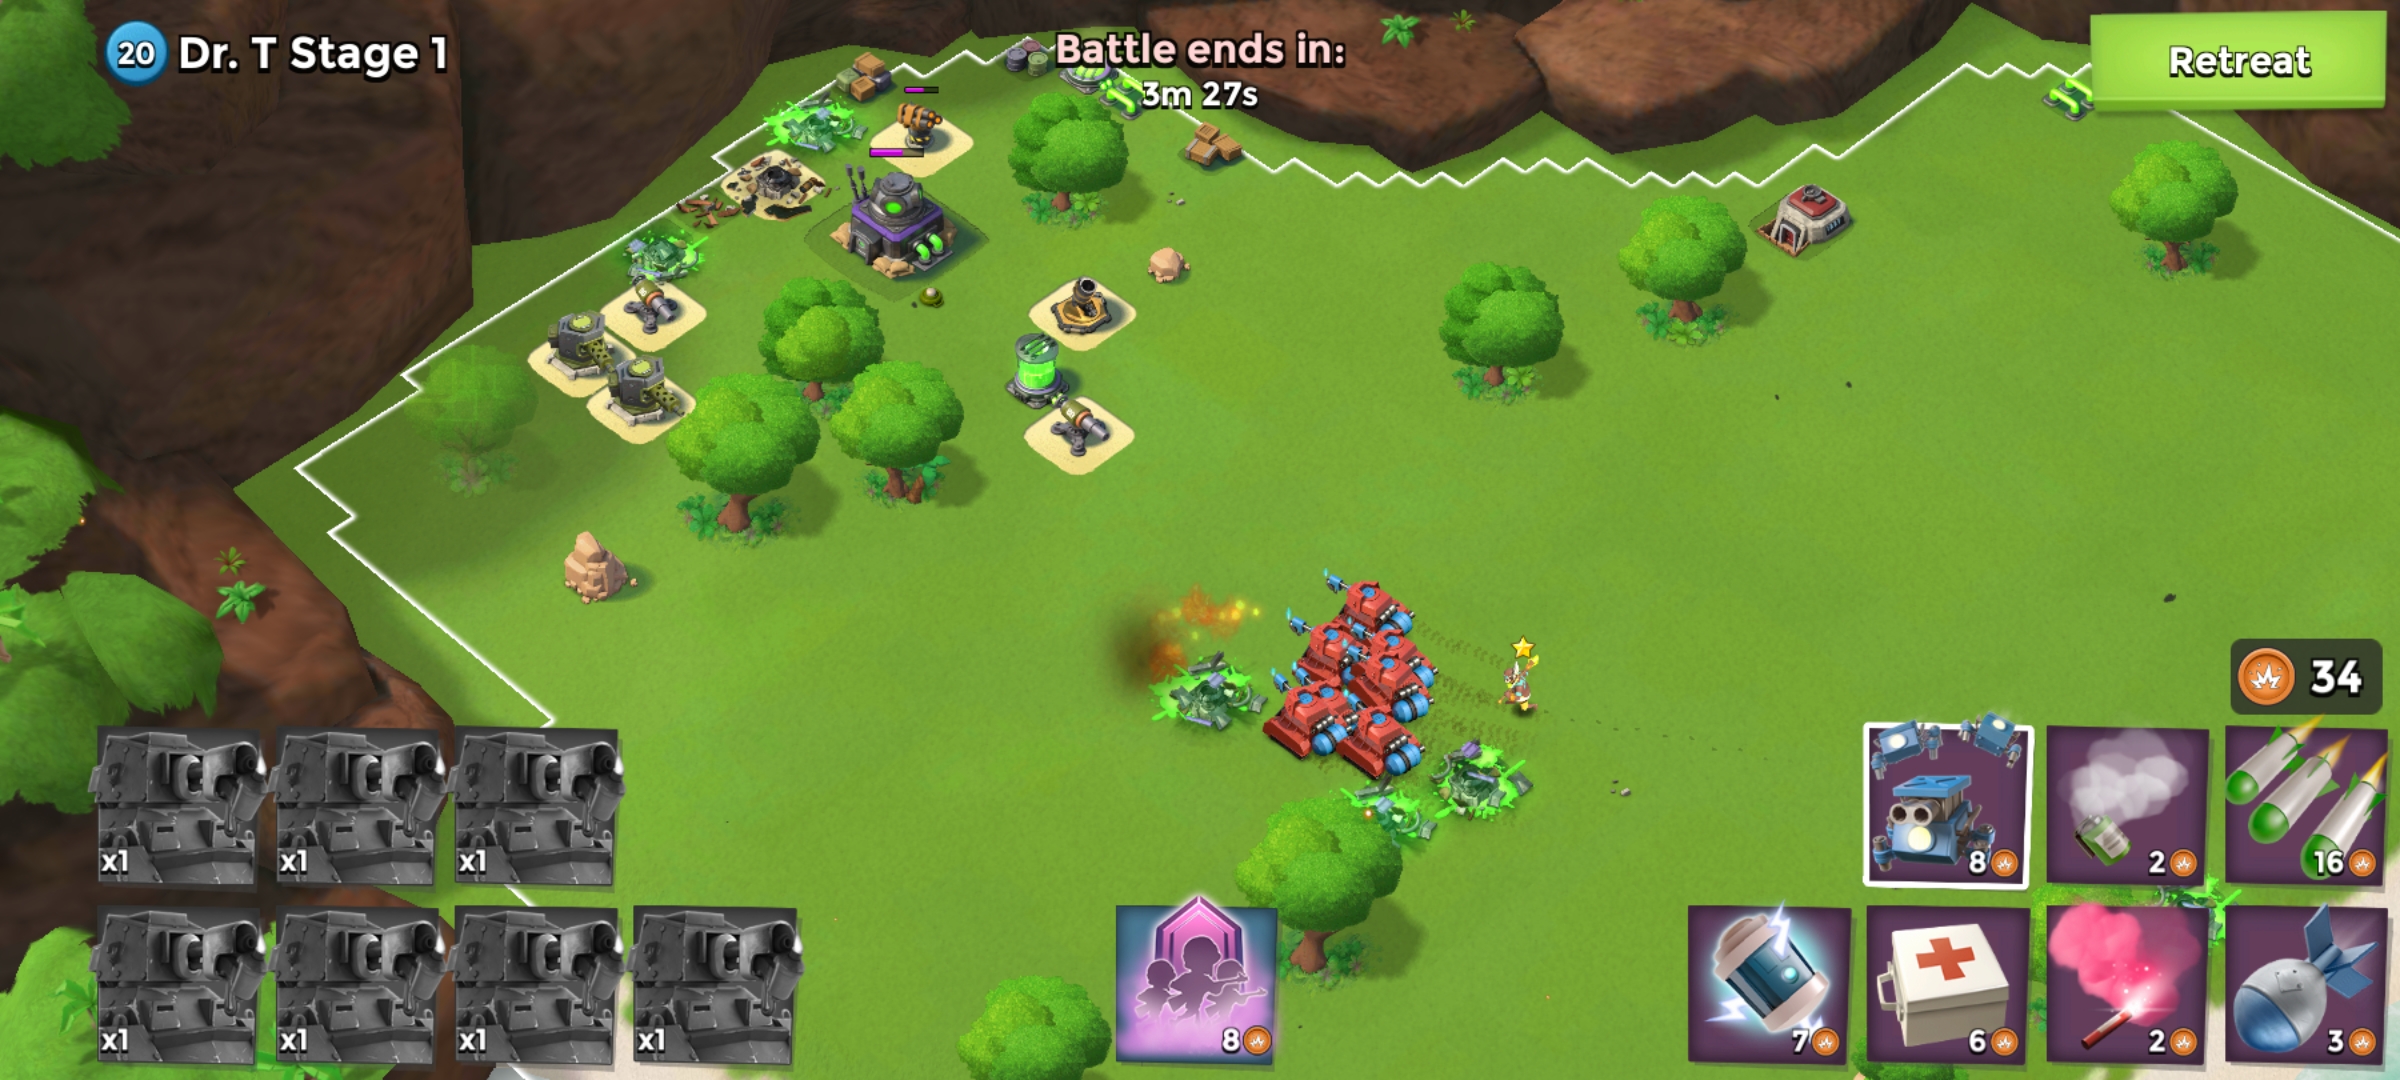 20 Dr. T Stage 1
Battle ends in:
3m 27s
Retreat
34
x1 x1 x1
8 2 16
x1 x1 x1 x1
8
7 6 2 3